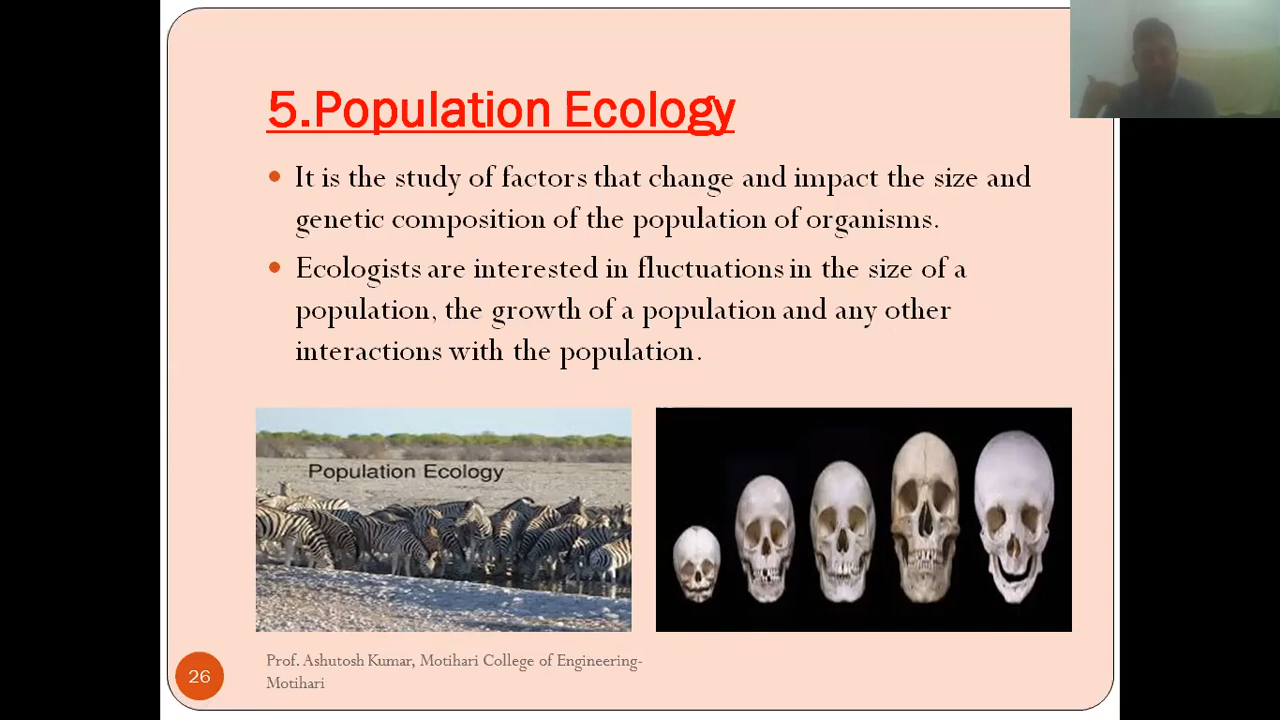 5.Population Ecology
It is the study of factors that change and impact the size and
genetic composition of the population of organisms.
Ecologists are interested in fluctuations in the size of a
population, the growth of a population and any other
interactions with the population.
Population Ecology
Prof. Ashutosh Kumar, Motihari College of Engineering-
Motihari
26